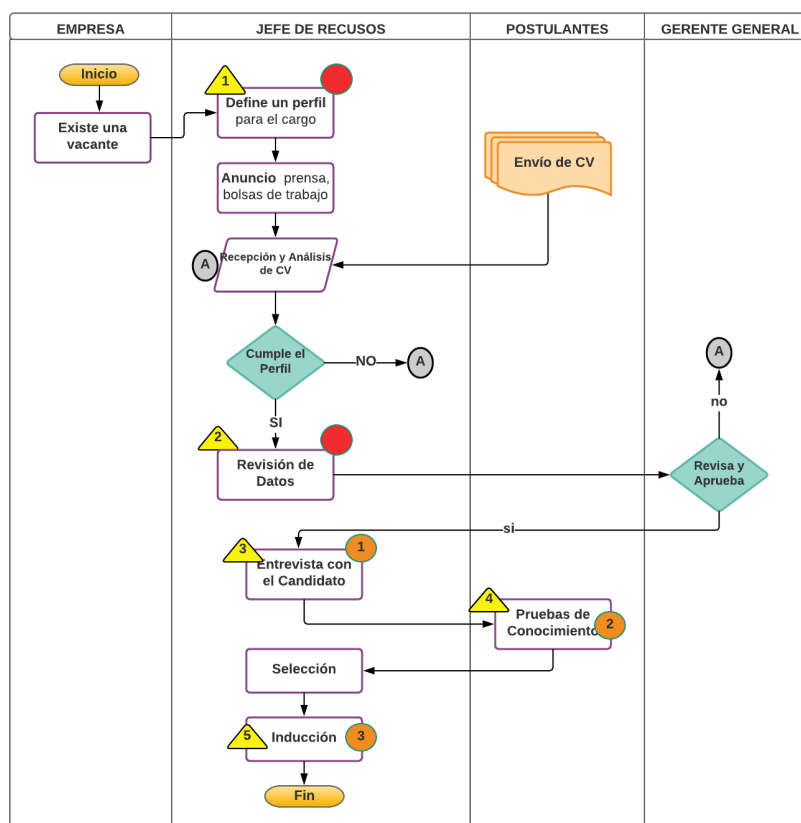 EMPRESA
JEFE DE RECUSOS
POSTULANTES
GERENTE GENERAL
Inicio
Existe una
vacante
1
Define un perfil
para el cargo
Anuncio prensa,
bolsas de trabajo
Envío de CV
A
Recepción y Análisis
de CV
Cumple el
Perfil
NO
A
A
no
SI
2
Revisión de
Datos
Revisa y
Aprueba
si
3
1
Entrevista con
el Candidato
4
Pruebas de
Conocimiento
2
Selección
5
Inducción
3
Fin